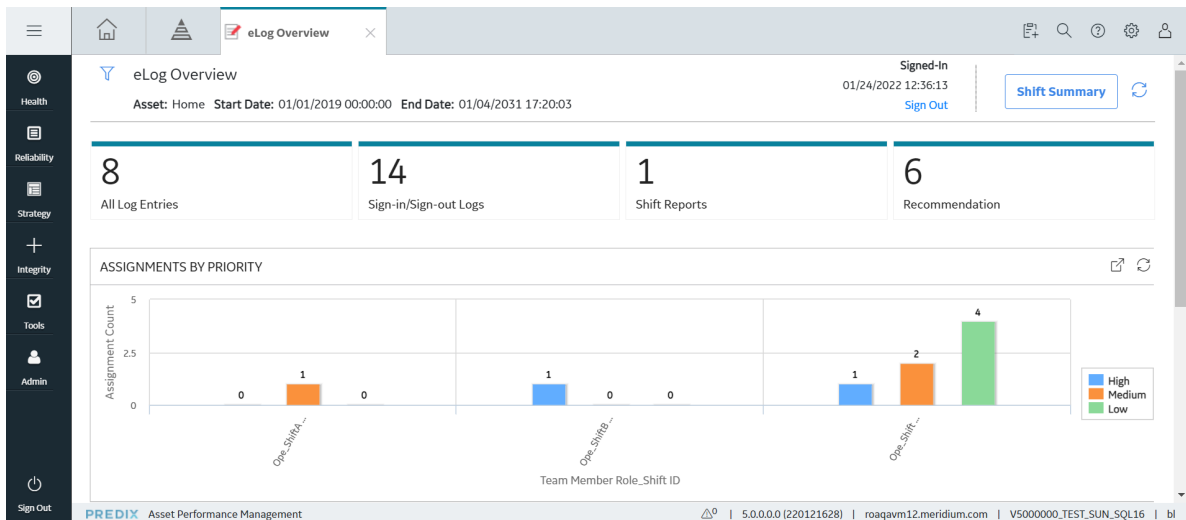 eLog Overview
Health
Reliability
Strategy
Integrity
Tools
Admin
Sign Out
eLog Overview
Asset: Home Start Date: 01/01/2019 00:00:00 End Date: 01/04/2031 17:20:03
Signed-In
01/24/2022 12:36:13
Sign Out
Shift Summary
8
All Log Entries
14
Sign-in/Sign-out Logs
1
Shift Reports
6
Recommendation
ASSIGNMENTS BY PRIORITY
Assignment Count
5
2.5
0
0
1
0
1
0
0
1
2
4
Ope_ShiftA ...
Ope_ShiftB ...
Ope_Shift ...
Team Member Role_Shift ID
High
Medium
Low
PREDIX Asset Performance Management
0 | 5.0.0.0.0 (220121628) | roaqavm12.meridium.com | V5000000_TEST_SUN_SQL16 | bl